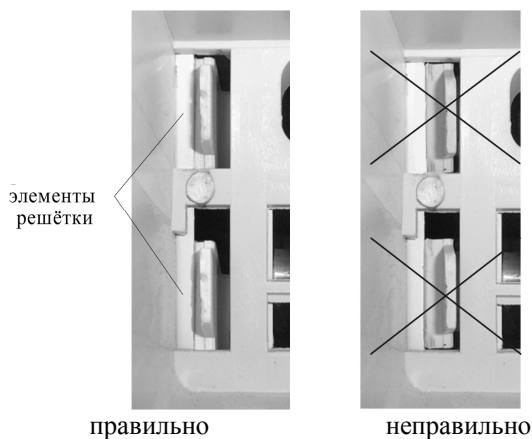 элементы
решётки
правильно
неправильно